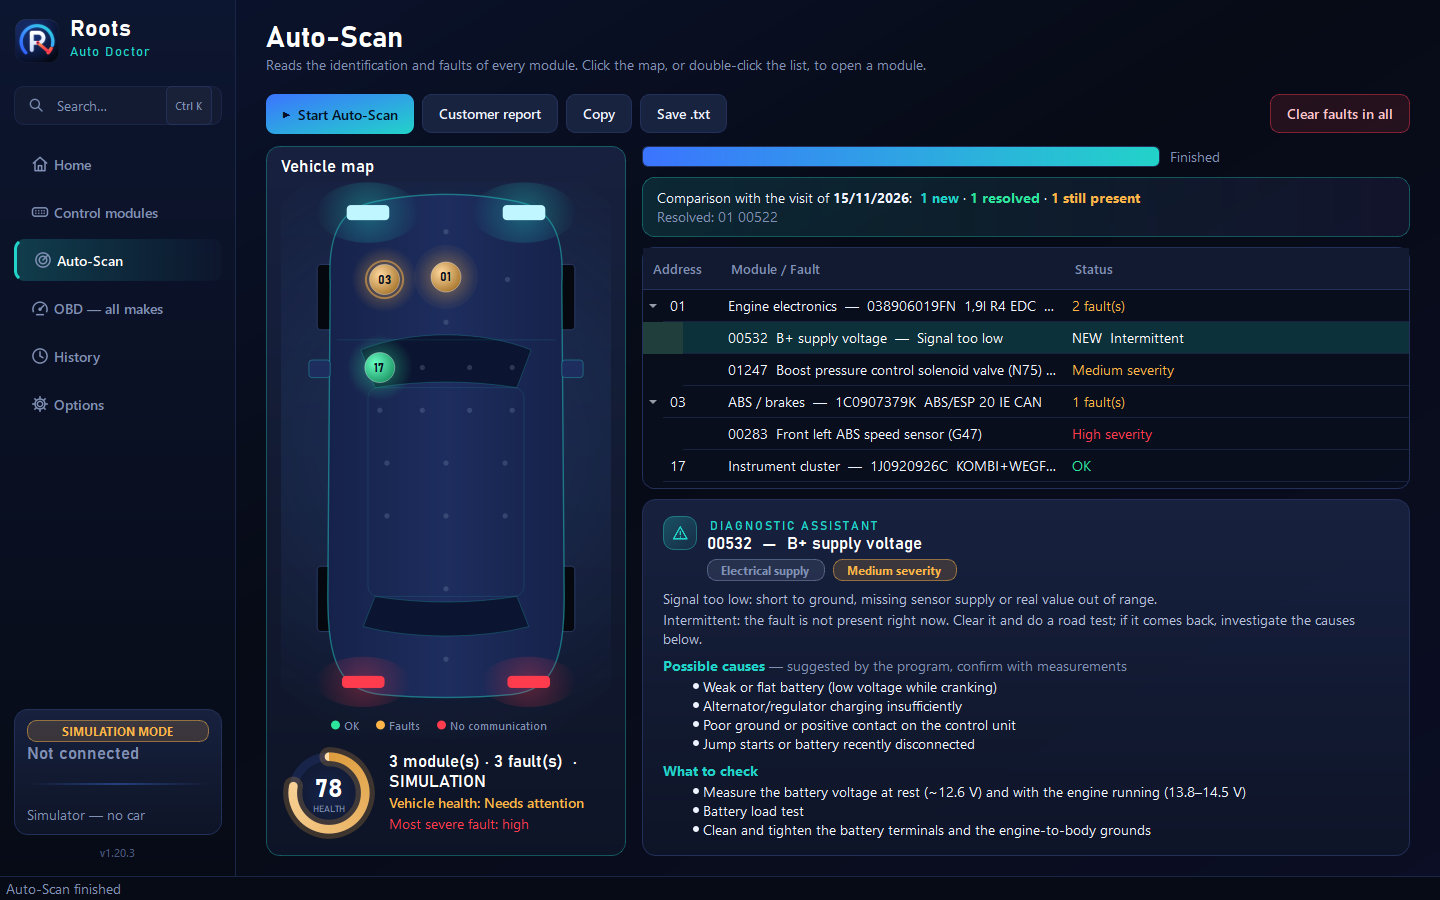 Roots
Auto Doctor
Search...
Ctrl K
Home
Control modules
Auto-Scan
OBD — all makes
History
Options
SIMULATION MODE
Not connected
Simulator — no car
v1.20.3
Auto-Scan
Reads the identification and faults of every module. Click the map, or double-click the list, to open a module.
Start Auto-Scan
Customer report
Copy
Save .txt
Clear faults in all
Vehicle map
03
01
17
OK
Faults
No communication
78
HEALTH
3 module(s) · 3 fault(s) ·
SIMULATION
Vehicle health: Needs attention
Most severe fault: high
Finished
Comparison with the visit of 15/11/2026: 1 new · 1 resolved · 1 still present
Resolved: 01 00522
Address Module / Fault Status
01 Engine electronics — 038906019FN 1,9l R4 EDC ... 2 fault(s)
00532 B+ supply voltage — Signal too low NEW Intermittent
01247 Boost pressure control solenoid valve (N75) ... Medium severity
03 ABS / brakes — 1C0907379K ABS/ESP 20 IE CAN 1 fault(s)
00283 Front left ABS speed sensor (G47) High severity
17 Instrument cluster — 1J0920926C KOMBI+WEGF... OK
DIAGNOSTIC ASSISTANT
00532 — B+ supply voltage
Electrical supply
Medium severity
Signal too low: short to ground, missing sensor supply or real value out of range.
Intermittent: the fault is not present right now. Clear it and do a road test; if it comes back, investigate the causes
below.
Possible causes — suggested by the program, confirm with measurements
• Weak or flat battery (low voltage while cranking)
• Alternator/regulator charging insufficiently
• Poor ground or positive contact on the control unit
• Jump starts or battery recently disconnected
What to check
• Measure the battery voltage at rest (~12.6 V) and with the engine running (13.8–14.5 V)
• Battery load test
• Clean and tighten the battery terminals and the engine-to-body grounds
Auto-Scan finished